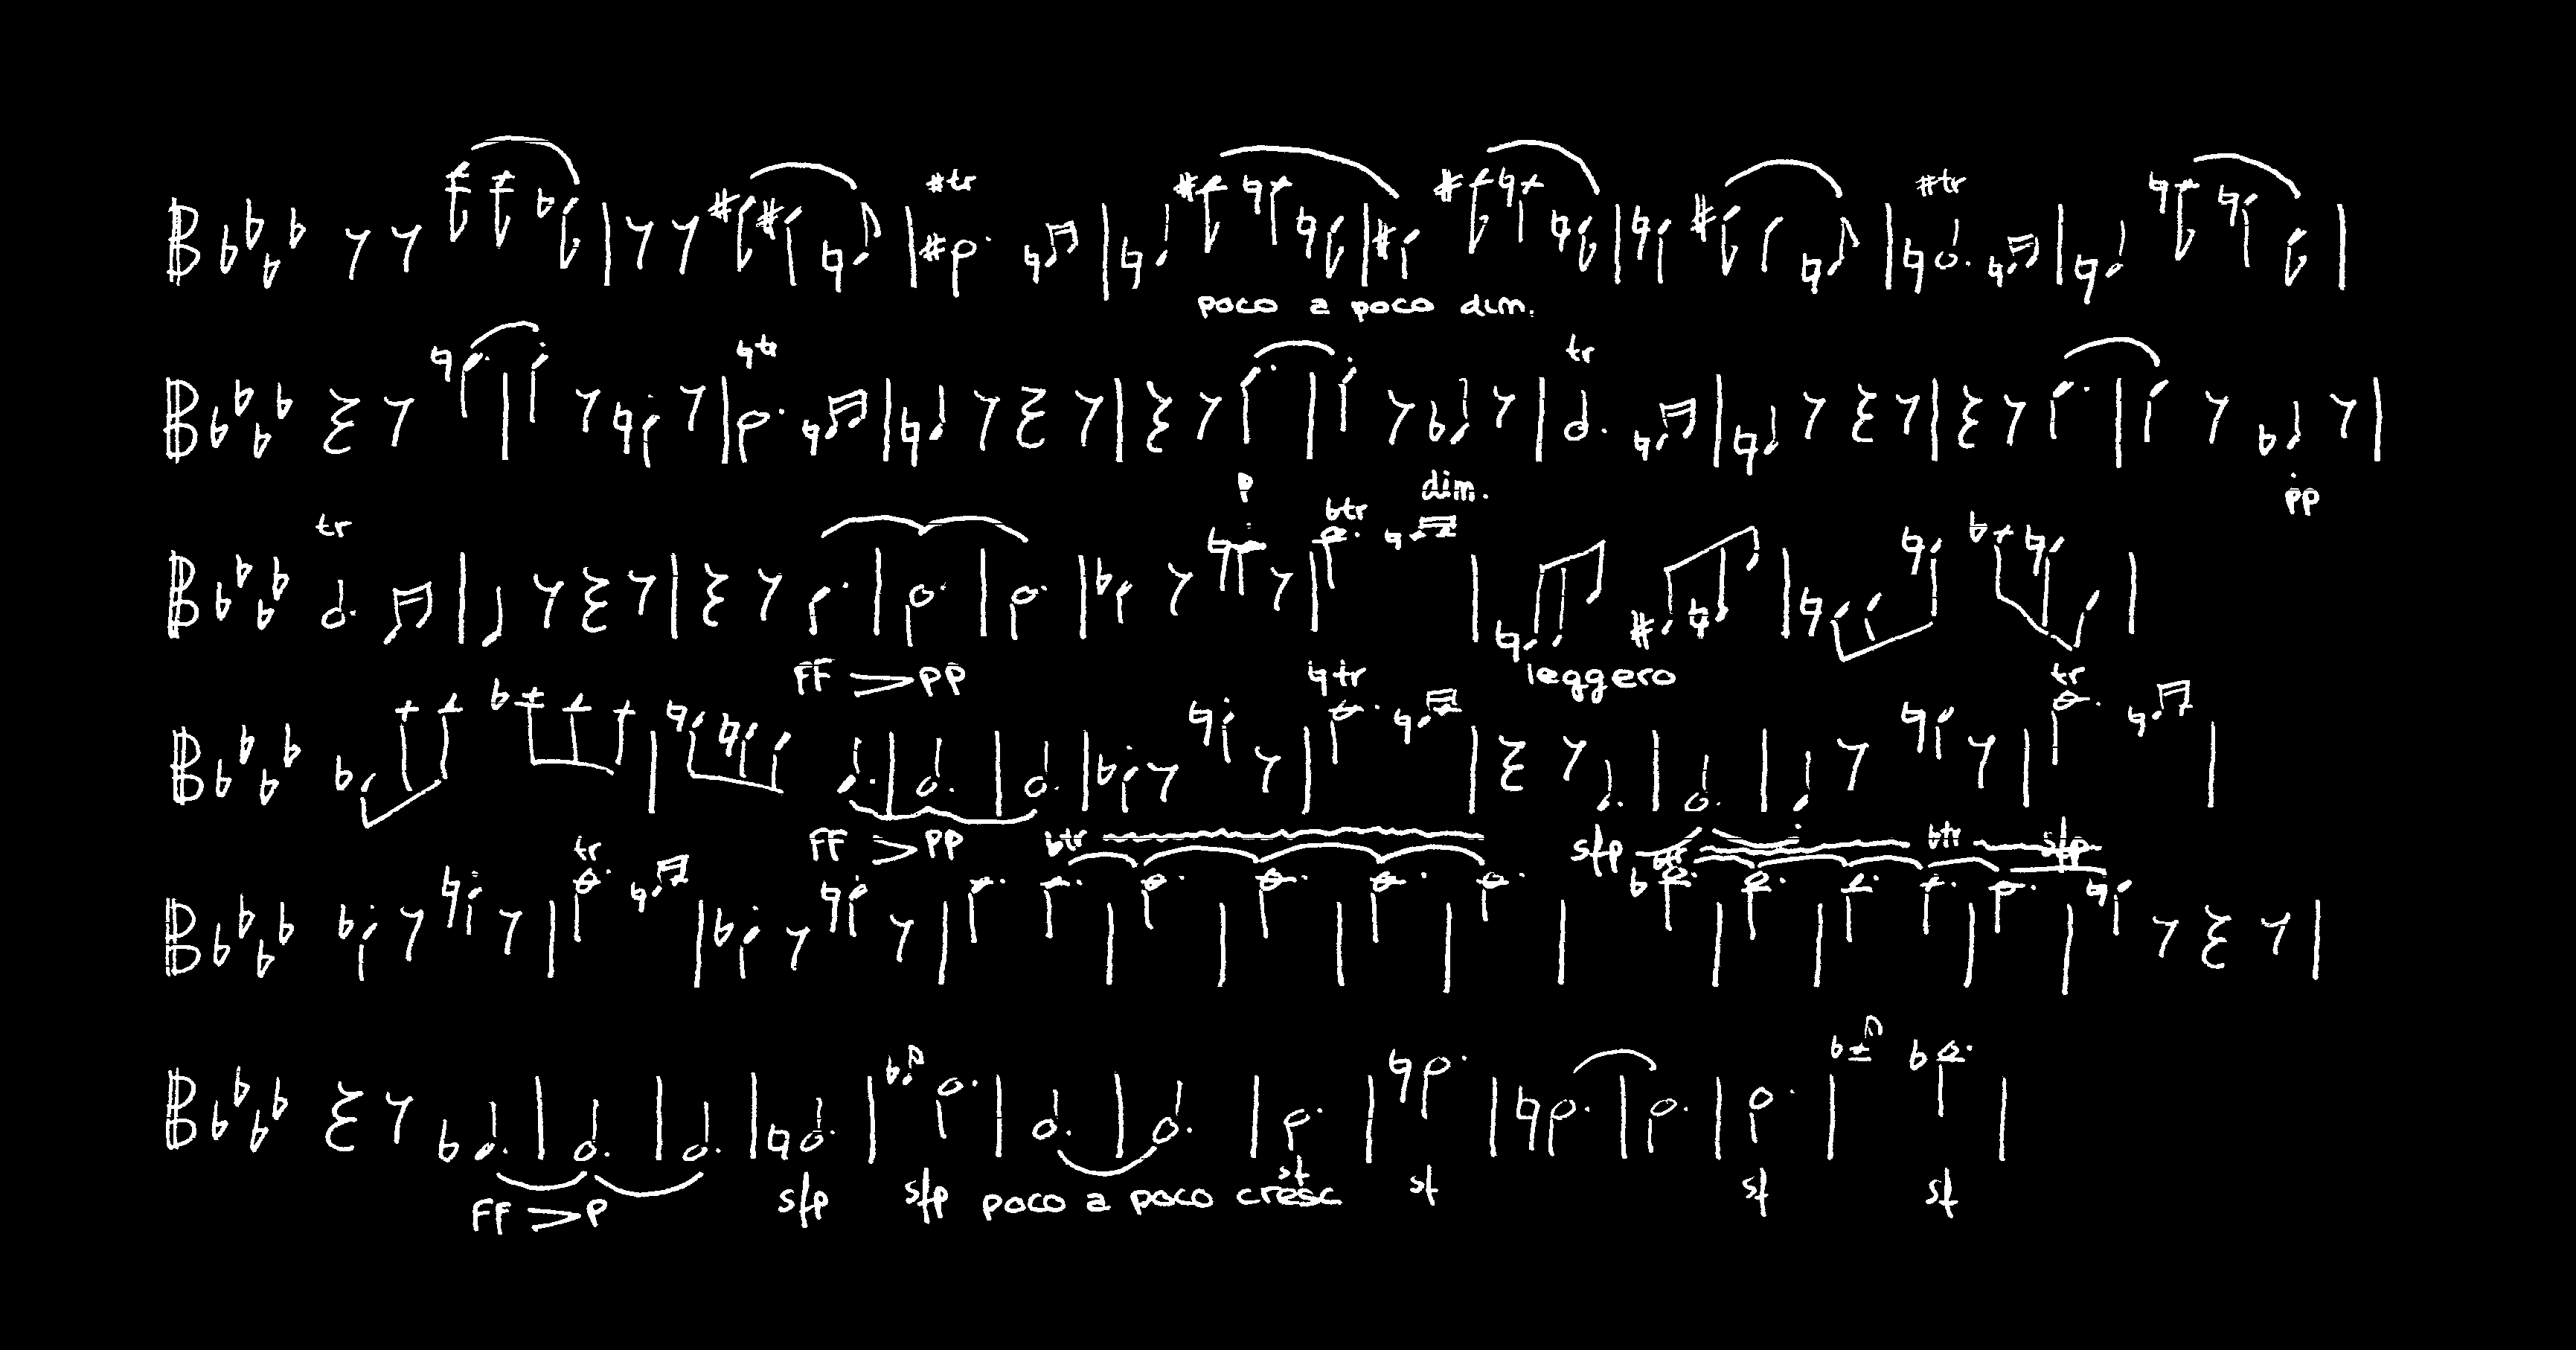 tr tr
poco a poco dim.
tr tr
p dim. pp
tr tr
FF > PP leggero
tr tr
FF > PP sfp sfp
tr tr tr tr
FF > P sfp sfp poco a poco cresc sf sf sf sf